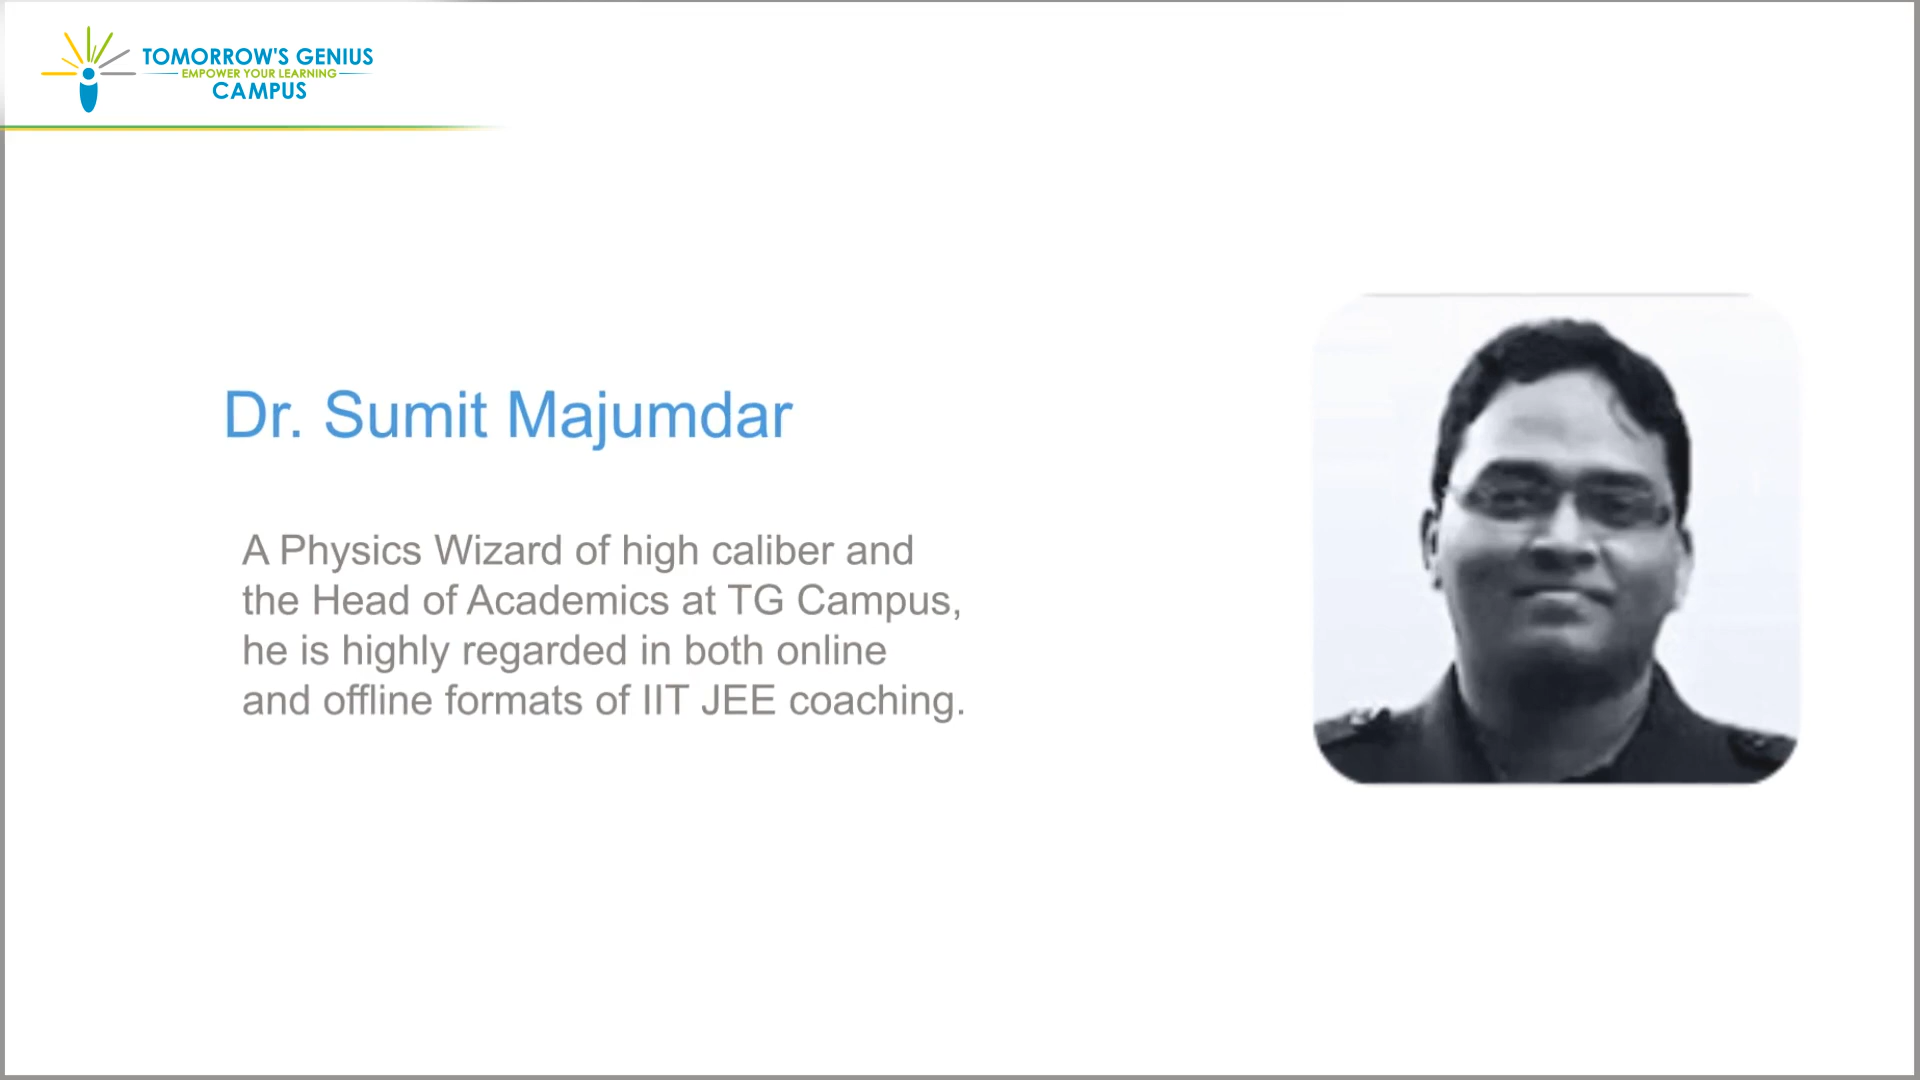 TOMORROW'S GENIUS
EMPOWER YOUR LEARNING
CAMPUS
Dr. Sumit Majumdar
A Physics Wizard of high caliber and
the Head of Academics at TG Campus,
he is highly regarded in both online
and offline formats of IIT JEE coaching.